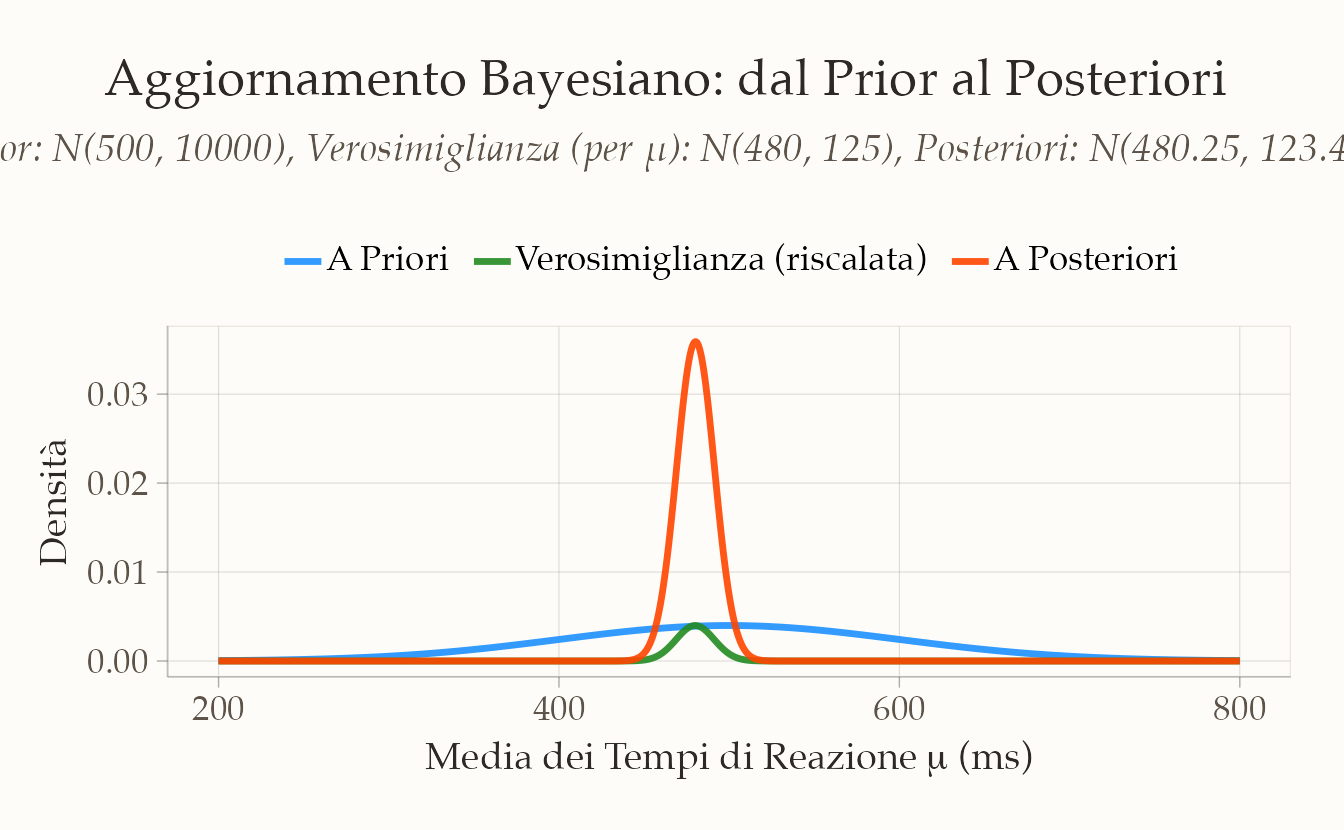 Aggiornamento Bayesiano: dal Prior al Posteriori
or: N(500, 10000), Verosimiglianza (per μ): N(480, 125), Posteriori: N(480.25, 123.4
A Priori Verosimiglianza (riscalata) A Posteriori
Densità
0.03
0.02
0.01
0.00
200 400 600 800
Media dei Tempi di Reazione μ (ms)